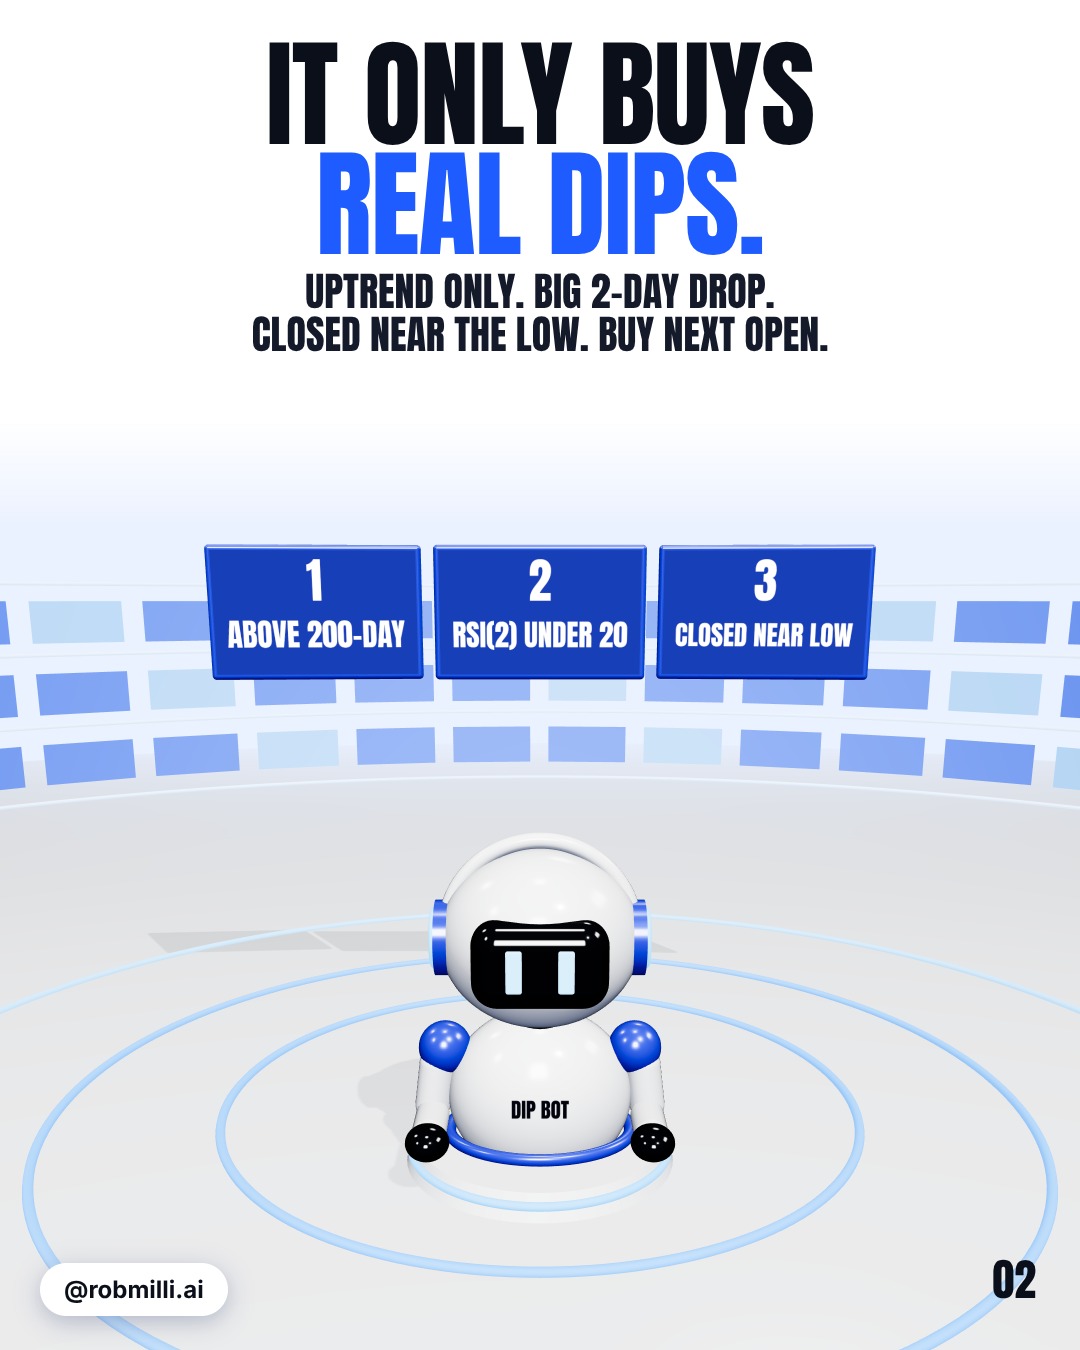 IT ONLY BUYS
REAL DIPS.
UPTREND ONLY. BIG 2-DAY DROP.
CLOSED NEAR THE LOW. BUY NEXT OPEN.
1
ABOVE 200-DAY
2
RSI(2) UNDER 20
3
CLOSED NEAR LOW
DIP BOT
@robmilli.ai
02